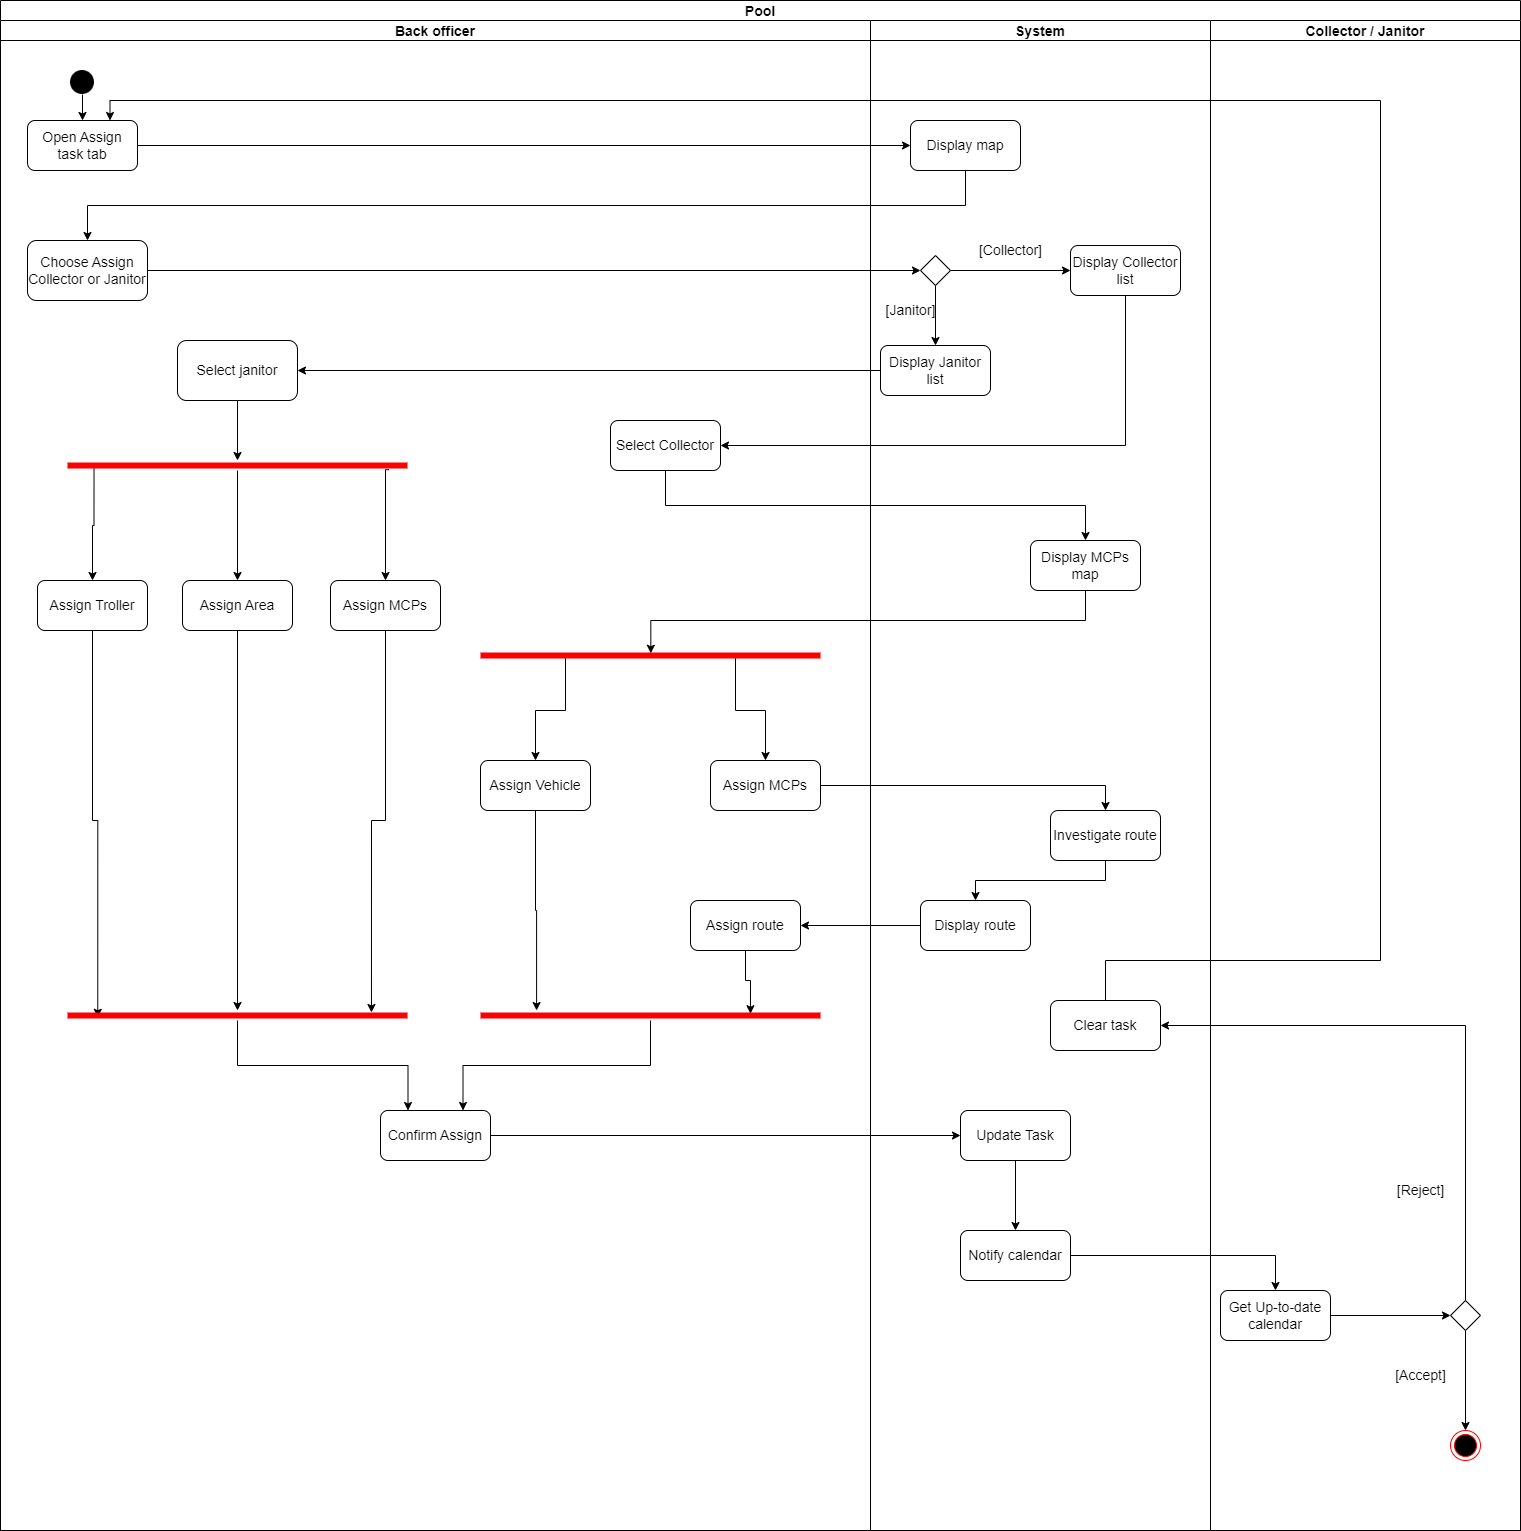 Pool
Back officer
System
Collector / Janitor
Open Assign
task tab
Display map
Choose Assign
Collector or Janitor
[Collector]
Display Collector
list
[Janitor]
Display Janitor
list
Select janitor
Select Collector
Display MCPs
map
Assign Troller
Assign Area
Assign MCPs
Assign Vehicle
Assign MCPs
Investigate route
Assign route
Display route
Clear task
Confirm Assign
Update Task
[Reject]
Notify calendar
Get Up-to-date
calendar
[Accept]